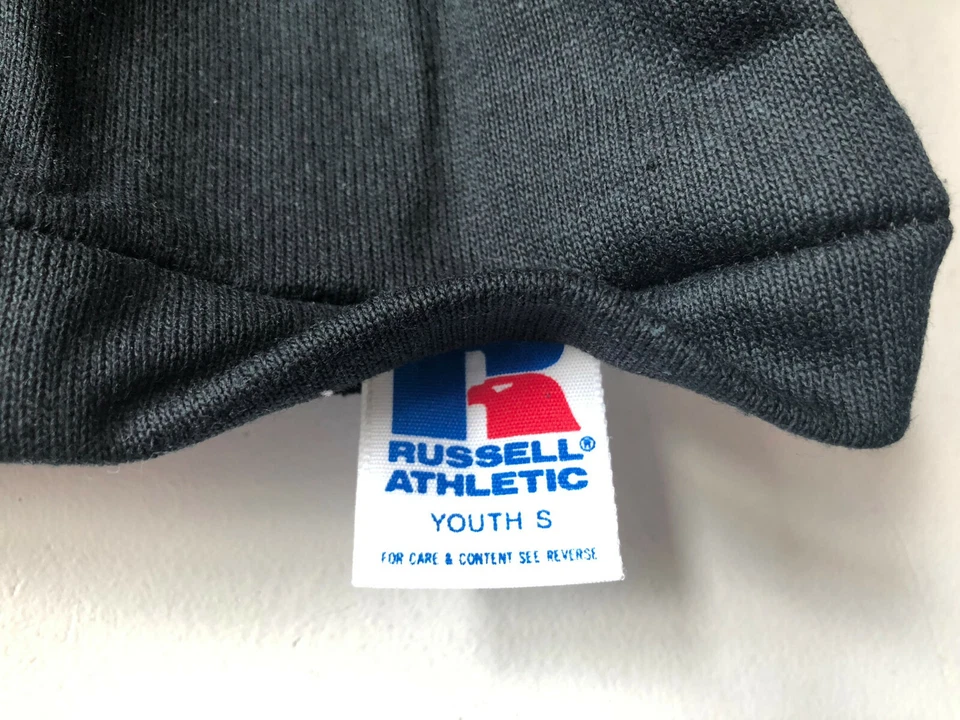 RUSSELL®
ATHLETIC
YOUTH S
FOR CARE & CONTENT SEE REVERSE